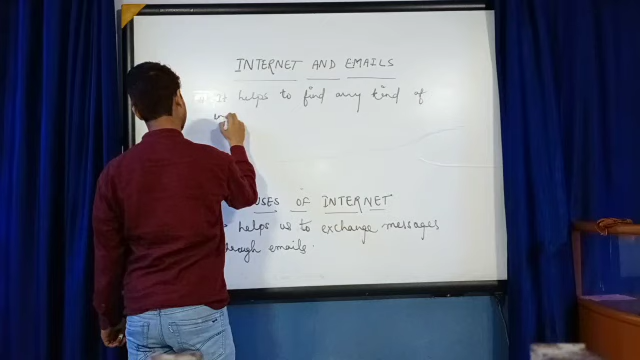 INTERNET AND EMAILS
It helps to find any kind of
USES OF INTERNET
helps us to exchange messages
through emails.